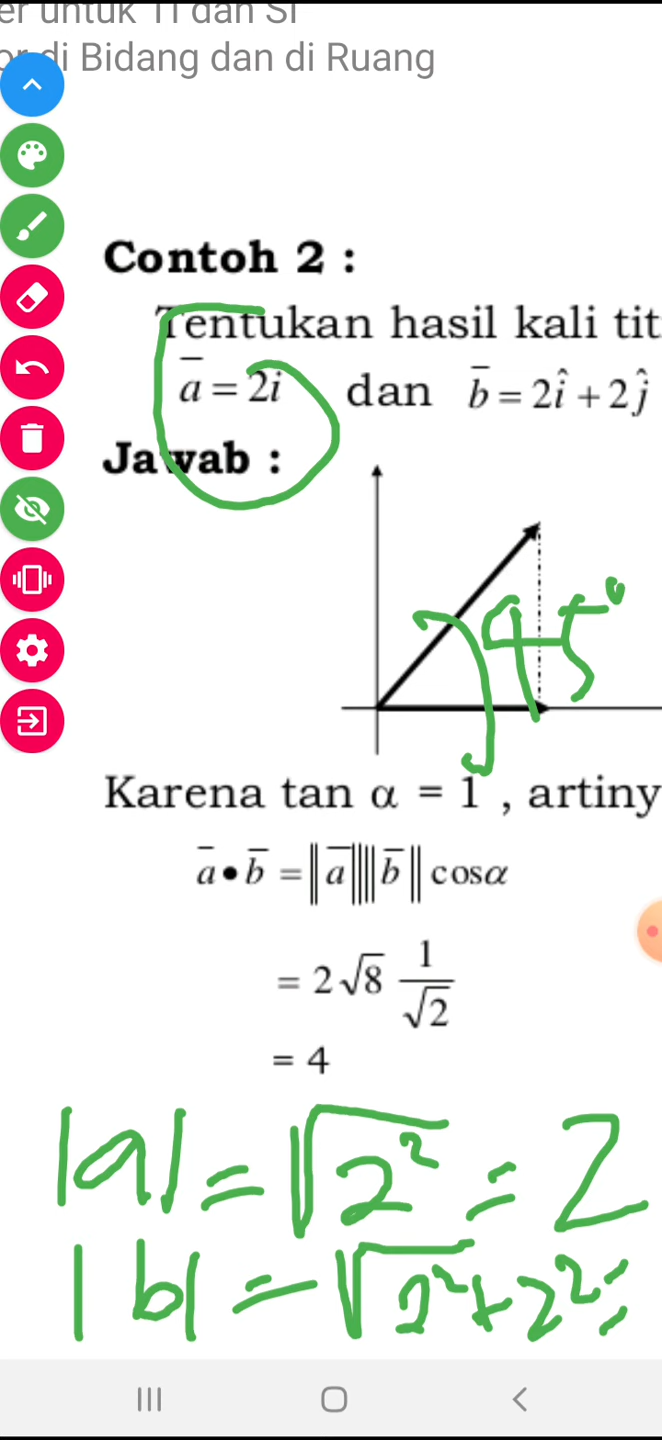 er untuk TI dan SI
di Bidang dan di Ruang
Contoh 2 :
Tentukan hasil kali tit
a̅ = 2i dan b̅ = 2î + 2ĵ
Jawab :
45°
Karena tan α = 1 , artiny
a̅ • b̅ = ||a̅|| ||b̅|| cosα
= 2√8 1/√2
= 4
|a| = √2² = 2
|b| = √2²+2² =